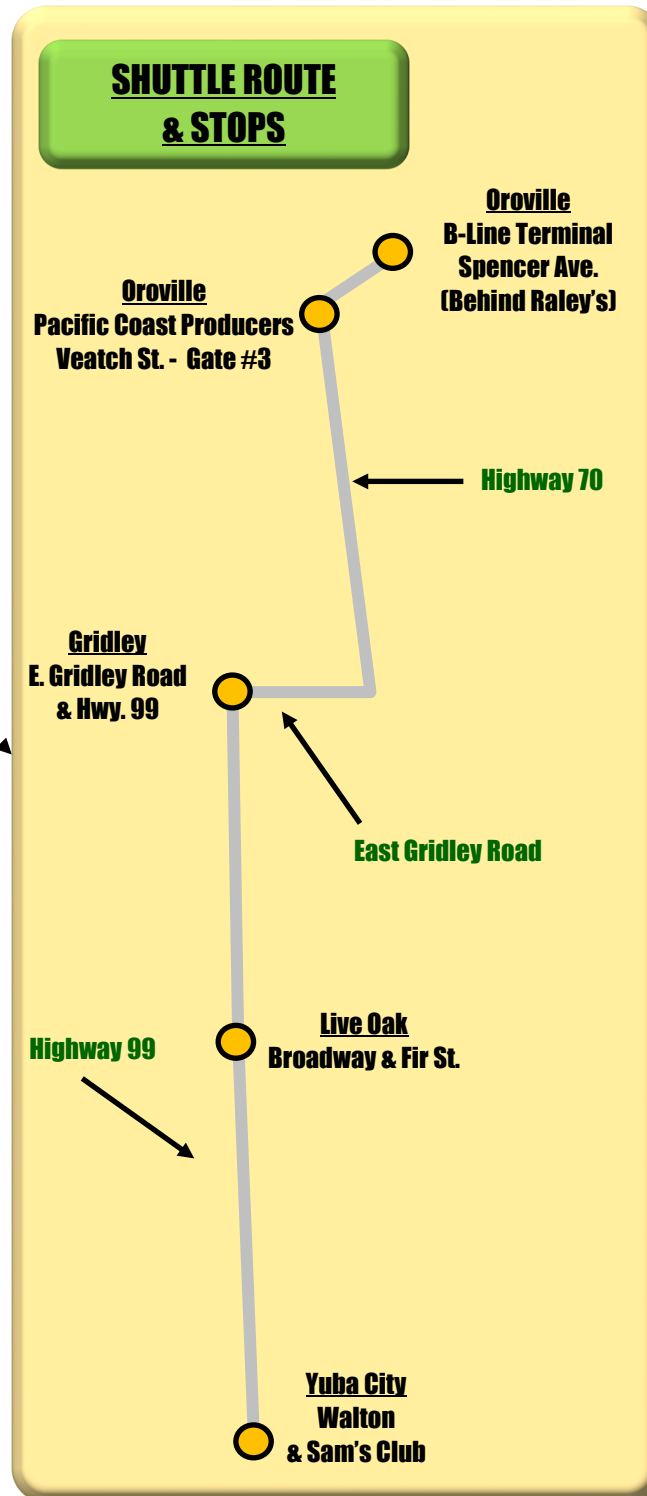 SHUTTLE ROUTE
& STOPS
Oroville
B-Line Terminal
Spencer Ave.
(Behind Raley's)
Oroville
Pacific Coast Producers
Veatch St. - Gate #3
Highway 70
Gridley
E. Gridley Road
& Hwy. 99
East Gridley Road
Live Oak
Broadway & Fir St.
Highway 99
Yuba City
Walton
& Sam's Club